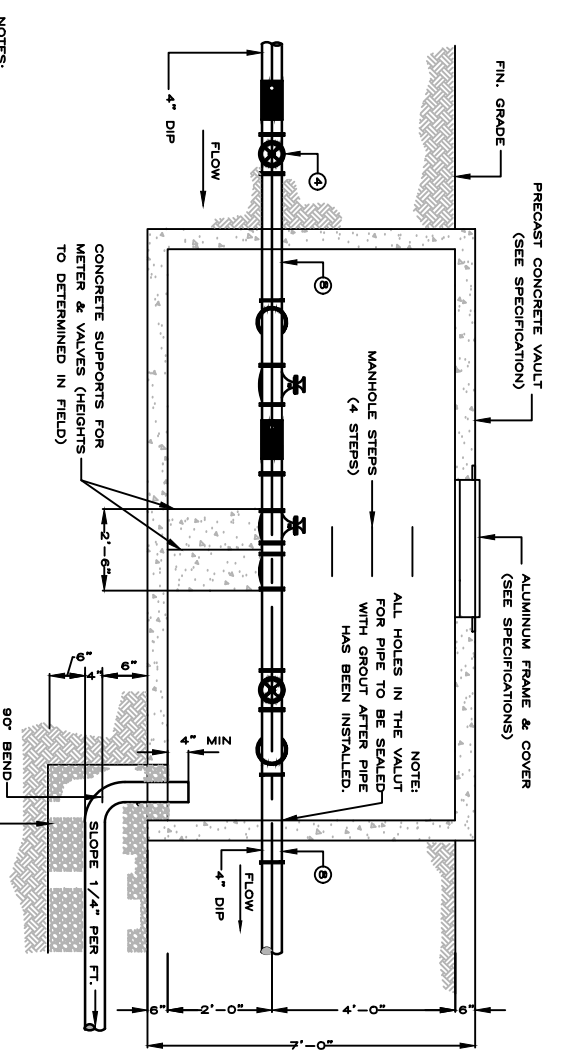 FIN. GRADE
PRECAST CONCRETE VAULT
(SEE SPECIFICATION)
ALUMINUM FRAME & COVER
(SEE SPECIFICATIONS)
MANHOLE STEPS
(4 STEPS)
NOTE:
ALL HOLES IN THE VALUT
FOR PIPE TO BE SEALED
WITH GROUT AFTER PIPE
HAS BEEN INSTALLED.
4
8
8
4" DIP
FLOW
FLOW
4" DIP
CONCRETE SUPPORTS FOR
METER & VALVES (HEIGHTS
TO DETERMINED IN FIELD)
2'-6"
6"
4"
6"
4" MIN
90° BEND
SLOPE 1/4" PER FT.
6"
4'-0"
2'-0"
6"
7'-0"
NOTES: